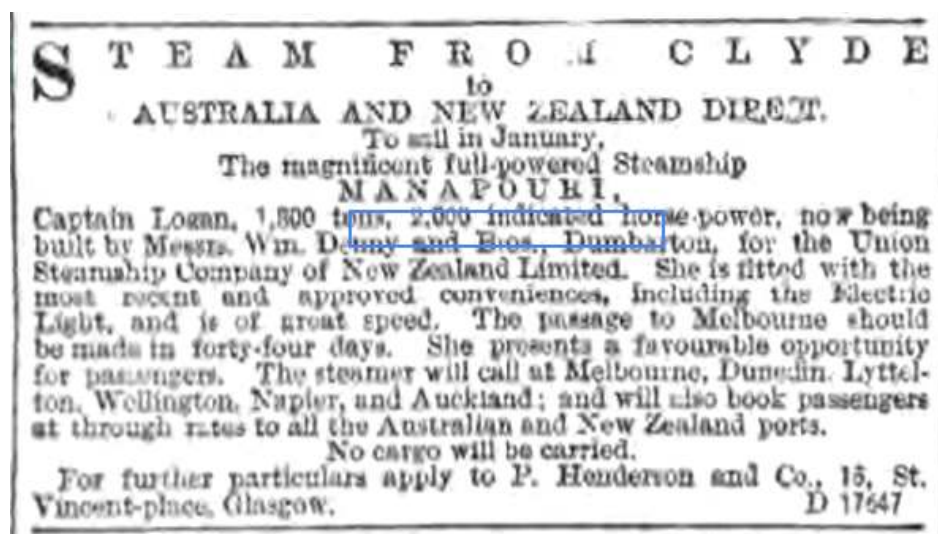 STEAM FROM CLYDE
to
AUSTRALIA AND NEW ZEALAND DIRECT.
To sail in January,
The magnificent full-powered Steamship
MANAPOURI,
Captain Logan, 1,800 tons, 2,000 indicated horse-power, now being
built by Messrs. Wm. Denny and Bros., Dumbarton, for the Union
Steamship Company of New Zealand Limited. She is fitted with the
most recent and approved conveniences, including the Electric
Light, and is of great speed. The passage to Melbourne should
be made in forty-four days. She presents a favourable opportunity
for passengers. The steamer will call at Melbourne, Dunedin, Lyttel-
ton, Wellington, Napier, and Auckland; and will also book passengers
at through rates to all the Australian and New Zealand ports.
No cargo will be carried.
For further particulars apply to P. Henderson and Co., 15, St.
Vincent-place, Glasgow. D 17647